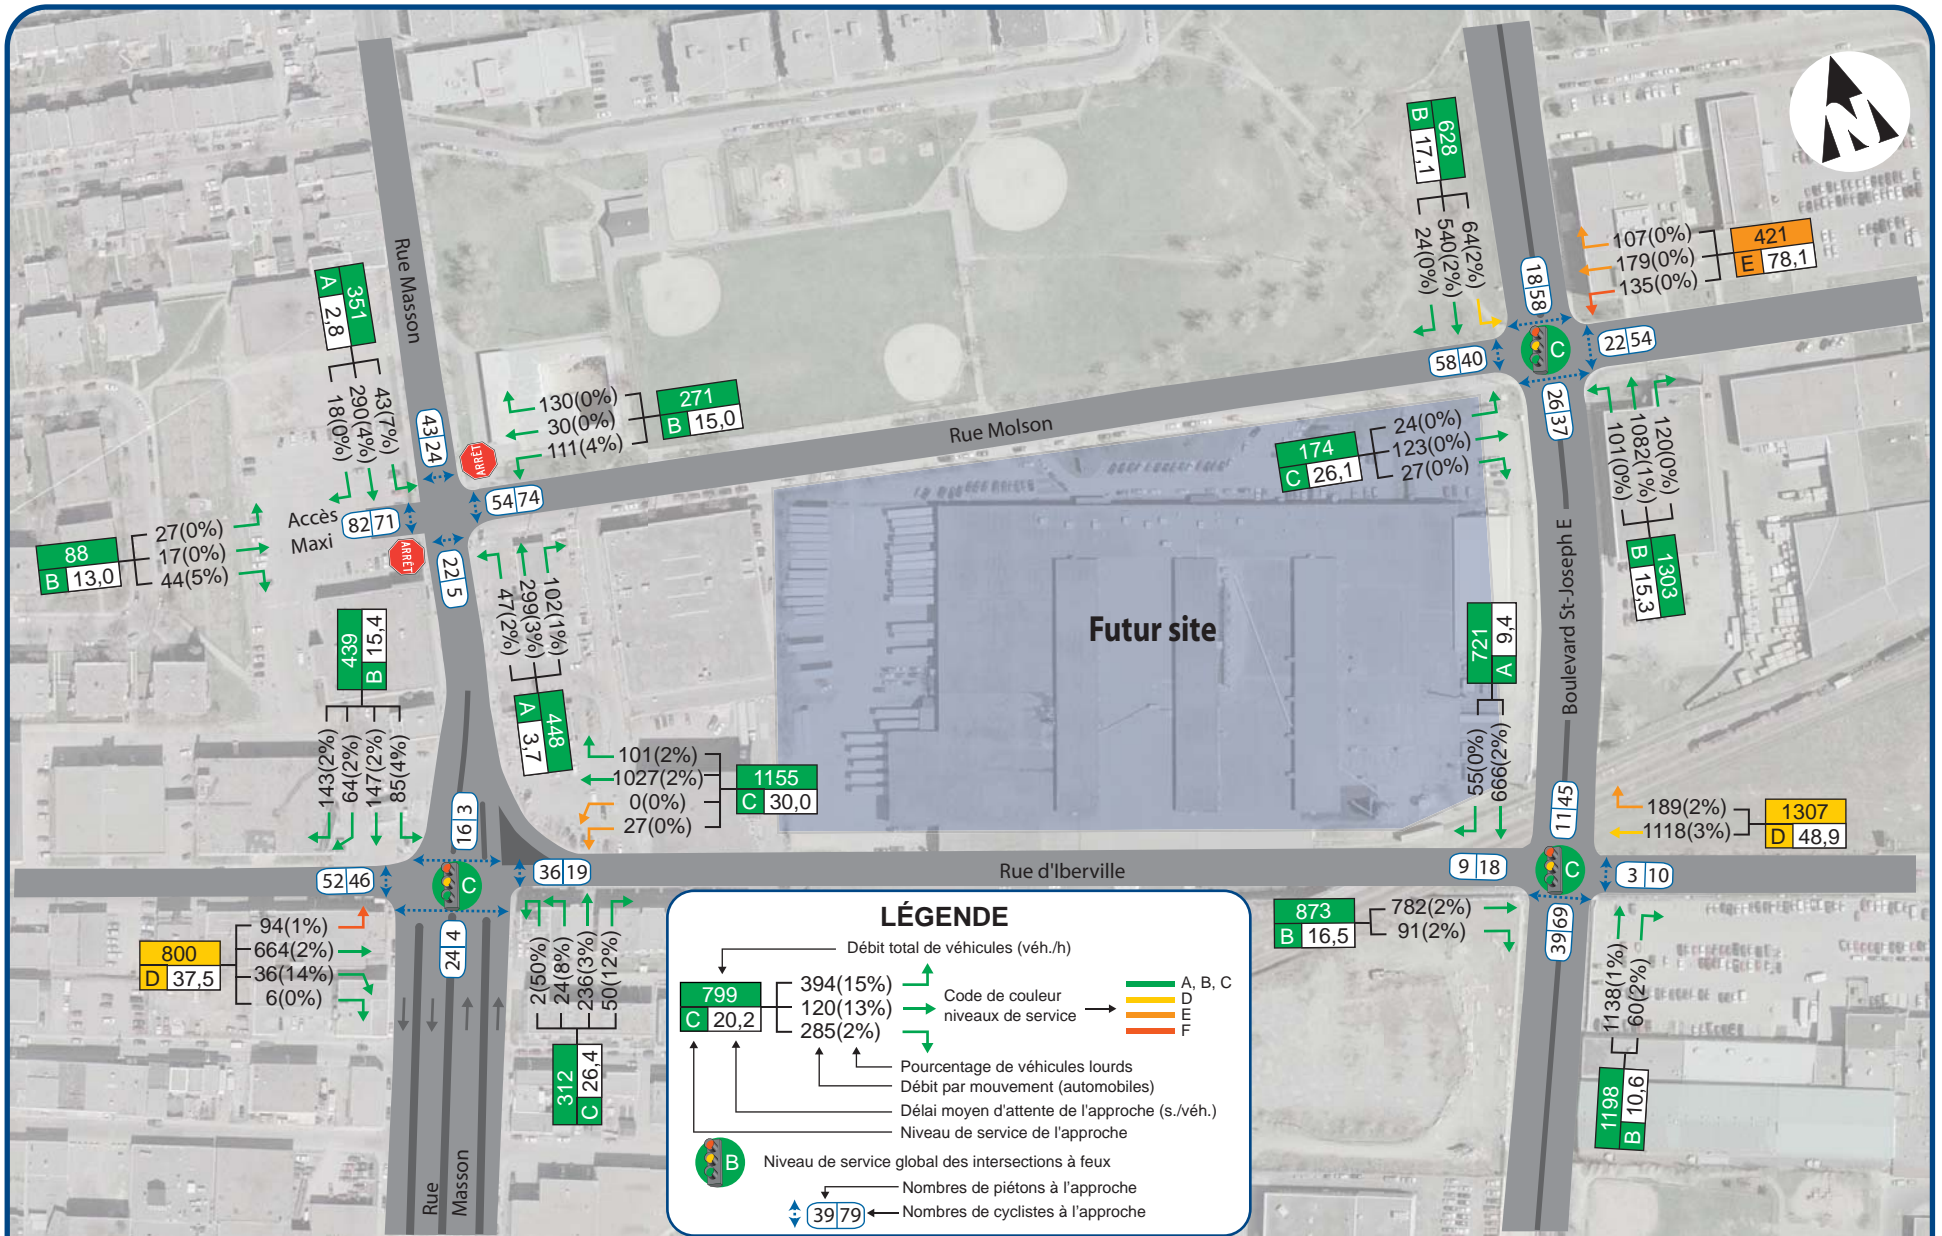 628
B 17,1
24(0%)
540(2%)
64(2%)
107(0%)
179(0%)
135(0%)
421
E 78,1
18 58
C
22 54
58 40
26 37
Rue Masson
351
A 2,8
18(0%)
290(4%)
43(7%)
43 24
ARRÊT
130(0%)
30(0%)
111(4%)
271
B 15,0
Rue Molson
24(0%)
123(0%)
27(0%)
174
C 26,1
101(0%)
1082(1%)
120(0%)
1303
B 15,3
54 74
Accès
Maxi
82 71
ARRÊT
22 5
27(0%)
17(0%)
44(5%)
88
B 13,0
47(2%)
299(3%)
102(1%)
448
A 3,7
439
15,4 B
143(2%)
64(2%)
147(2%)
85(4%)
Futur site
Boulevard St-Joseph E
721
9,4 A
55(0%)
666(2%)
101(2%)
1027(2%)
0(0%)
27(0%)
1155
C 30,0
16 3
11 45
189(2%)
1118(3%)
1307
D 48,9
52 46
C
36 19
Rue d'Iberville
9 18
C
3 10
24 4
39 69
94(1%)
664(2%)
36(14%)
6(0%)
800
D 37,5
2(50%)
24(8%)
236(3%)
50(12%)
312
26,4 C
782(2%)
91(2%)
873
B 16,5
1138(1%)
60(2%)
1198
10,6 B
Rue
Masson
LÉGENDE
Débit total de véhicules (véh./h)
799
C 20,2
394(15%)
120(13%)
285(2%)
Code de couleur
niveaux de service
A, B, C
D
E
F
Pourcentage de véhicules lourds
Débit par mouvement (automobiles)
Délai moyen d'attente de l'approche (s./véh.)
Niveau de service de l'approche
B
Niveau de service global des intersections à feux
Nombres de piétons à l'approche
39 79
Nombres de cyclistes à l'approche